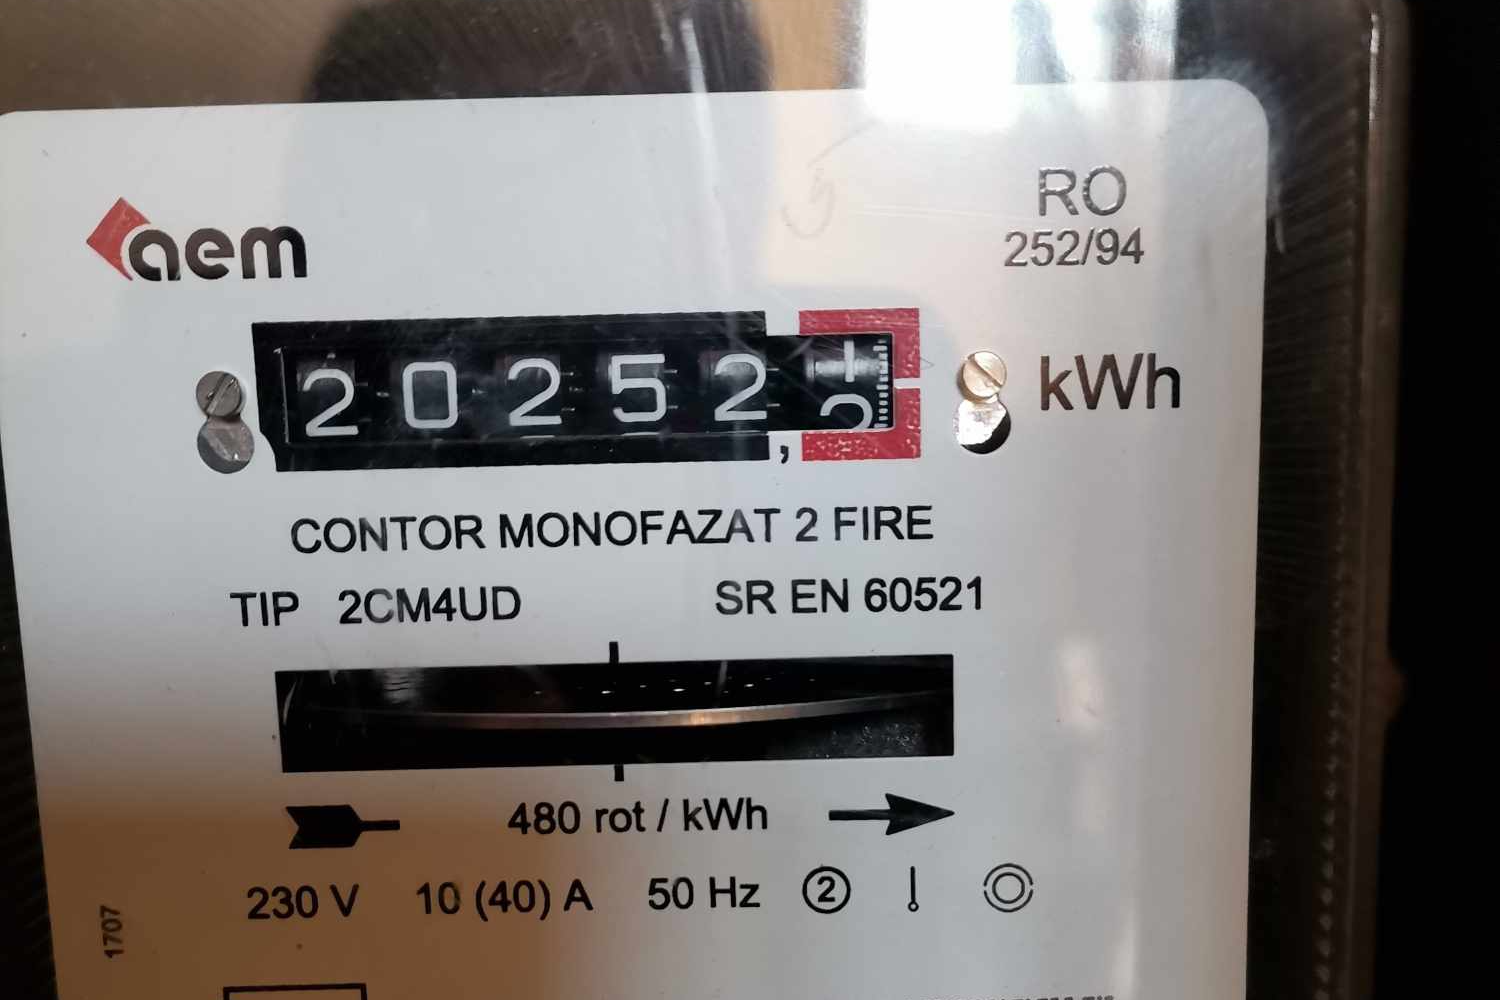 aem
RO
252/94
20252
, kWh
CONTOR MONOFAZAT 2 FIRE
TIP 2CM4UD SR EN 60521
480 rot / kWh
230 V 10 (40) A 50 Hz 2
1707